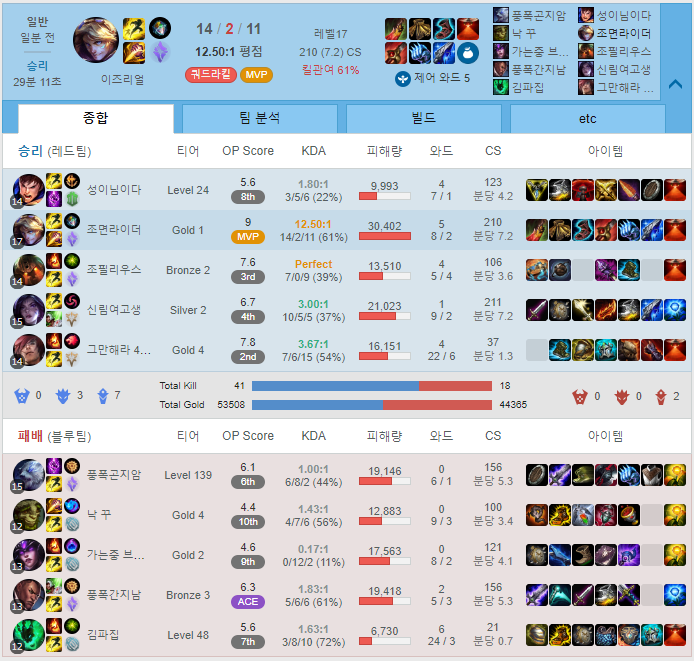 일반
일분 전
승리
29분 11초
이즈리얼
14 / 2 / 11
12.50:1 평점
쿼드라킬 MVP
레벨17
210 (7.2) CS
킬관여 61%
제어 와드 5
풍폭곤지암 성이님이다
낙 꾸 조면라이더
가는중 브... 조필리우스
풍폭간지남 신림여고생
김파집 그만해라 ...
종합 팀 분석 빌드 etc
승리 (레드팀) 티어 OP Score KDA 피해량 와드 CS 아이템
14 성이님이다 Level 24 5.6 8th 1.80:1 3/5/6 (22%) 9,993 4 7 / 1 123 분당 4.2
17 조면라이더 Gold 1 9 MVP 12.50:1 14/2/11 (61%) 30,402 5 8 / 2 210 분당 7.2
14 조필리우스 Bronze 2 7.6 3rd Perfect 7/0/9 (39%) 13,510 4 5 / 4 106 분당 3.6
15 신림여고생 Silver 2 6.7 4th 3.00:1 10/5/5 (37%) 21,023 1 9 / 2 211 분당 7.2
14 그만해라 4... Gold 4 7.8 2nd 3.67:1 7/6/15 (54%) 16,151 4 22 / 6 37 분당 1.3
0 3 7 Total Kill 41 18 0 0 2
Total Gold 53508 44365
패배 (블루팀) 티어 OP Score KDA 피해량 와드 CS 아이템
15 풍폭곤지암 Level 139 6.1 6th 1.00:1 6/8/2 (44%) 19,146 0 6 / 1 156 분당 5.3
12 낙 꾸 Gold 4 4.4 10th 1.43:1 4/7/6 (56%) 12,883 0 9 / 3 100 분당 3.4
13 가는중 브... Gold 2 4.6 9th 0.17:1 0/12/2 (11%) 17,563 0 8 / 2 121 분당 4.1
13 풍폭간지남 Bronze 3 6.3 ACE 1.83:1 5/6/6 (61%) 19,418 2 5 / 3 156 분당 5.3
12 김파집 Level 48 5.6 7th 1.63:1 3/8/10 (72%) 6,730 6 24 / 3 21 분당 0.7